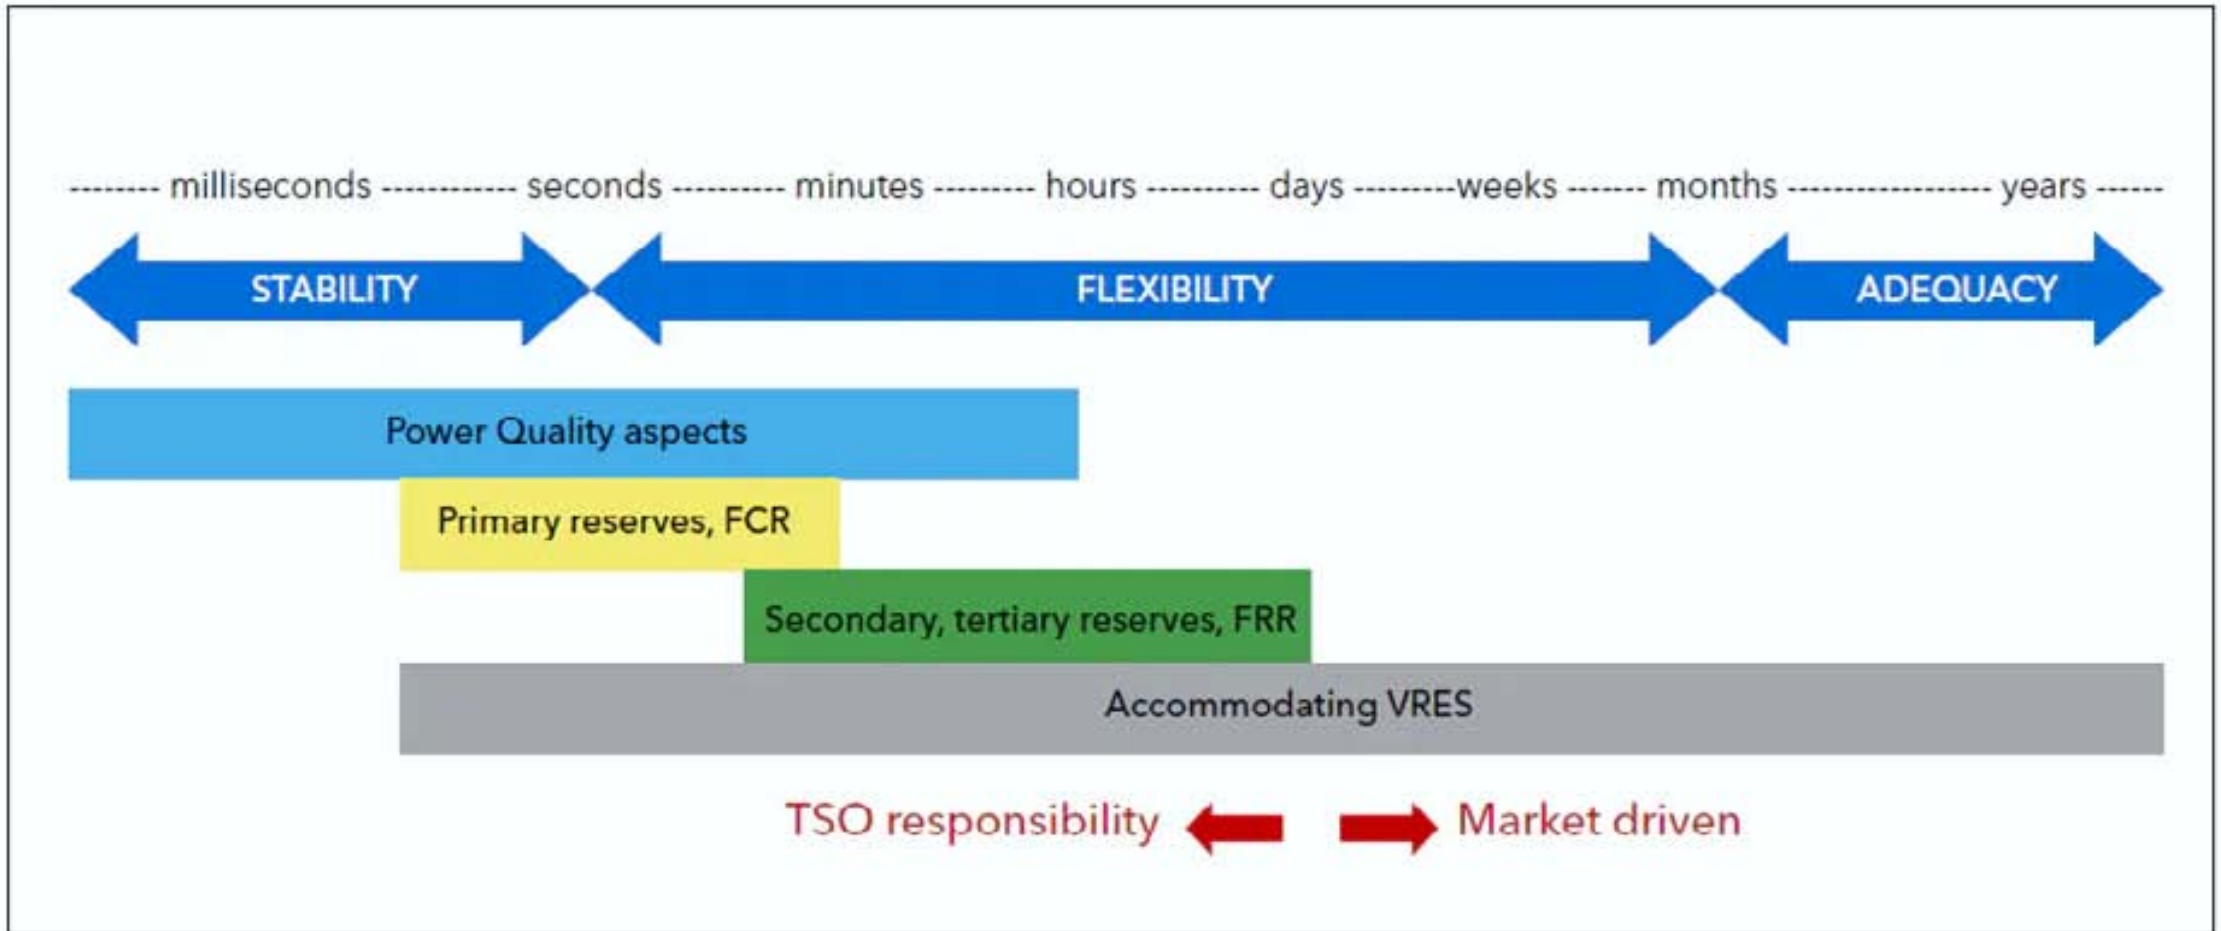 -------- milliseconds ------------ seconds ---------- minutes --------- hours ---------- days ---------weeks ------- months ------------------ years ------
STABILITY FLEXIBILITY ADEQUACY
Power Quality aspects
Primary reserves, FCR
Secondary, tertiary reserves, FRR
Accommodating VRES
TSO responsibility Market driven